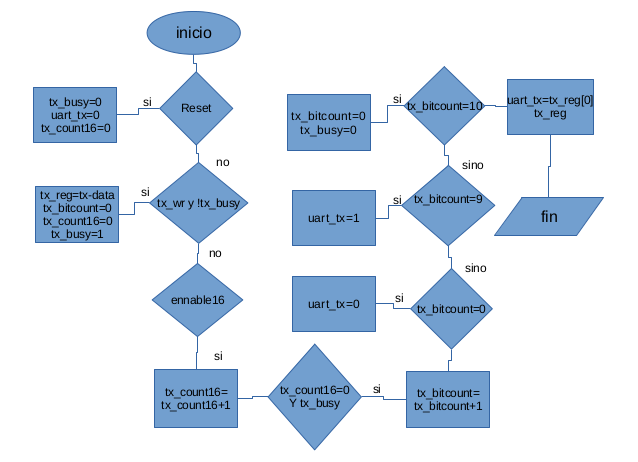 inicio
Reset
si
tx_busy=0
uart_tx=0
tx_count16=0
no
tx_wr y !tx_busy
si
tx_reg=tx-data
tx_bitcount=0
tx_count16=0
tx_busy=1
no
ennable16
si
tx_count16=
tx_count16+1
tx_count16=0
Y tx_busy
si
tx_bitcount=
tx_bitcount+1
tx_bitcount=0
si
uart_tx=0
sino
tx_bitcount=9
si
uart_tx=1
sino
tx_bitcount=10
si
tx_bitcount=0
tx_busy=0
uart_tx=tx_reg[0]
tx_reg
fin